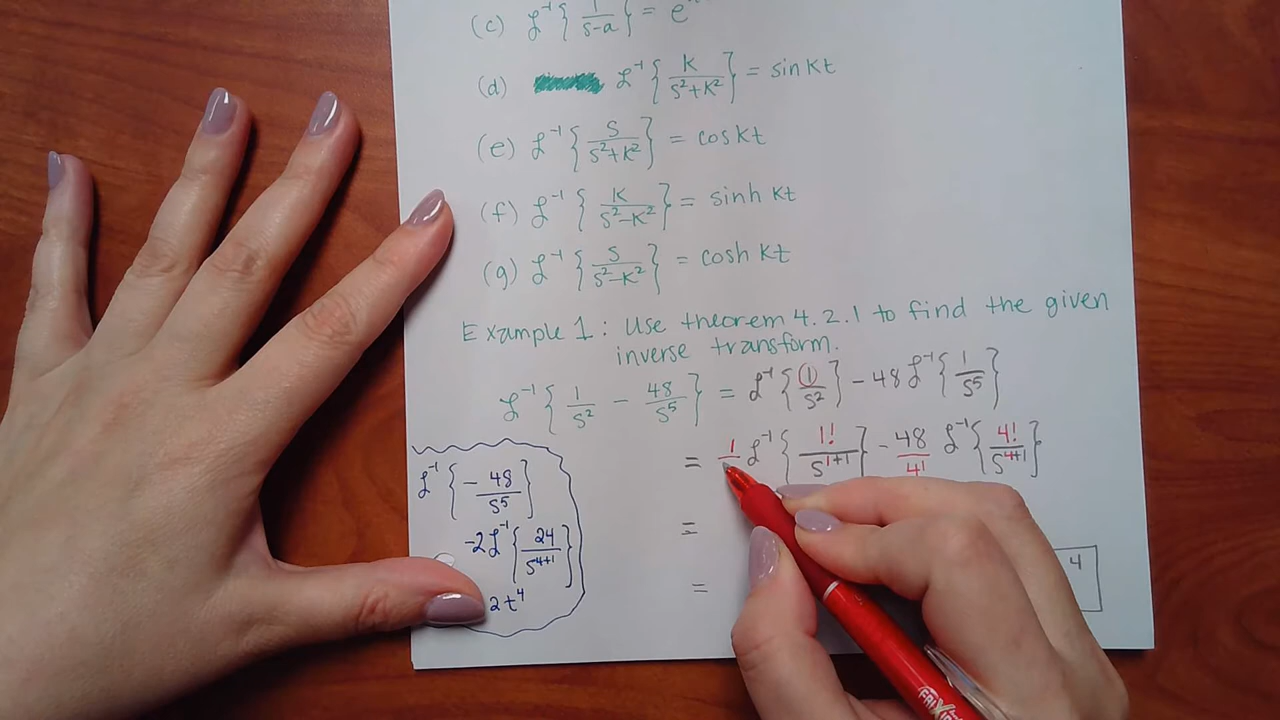 (c) ℒ⁻¹{1/(s-a)} = e
(d) ℒ⁻¹{K/(s²+K²)} = sin Kt
(e) ℒ⁻¹{s/(s²+K²)} = cos Kt
(f) ℒ⁻¹{K/(s²-K²)} = sinh Kt
(g) ℒ⁻¹{s/(s²-K²)} = cosh Kt
Example 1: Use theorem 4.2.1 to find the given
inverse transform.
ℒ⁻¹{1/s² - 48/s⁵} = ℒ⁻¹{1/s²} - 48ℒ⁻¹{1/s⁵}
= 1/ ℒ⁻¹{1!/s¹⁺¹} - 48/4! ℒ⁻¹{4!/s⁴⁺¹}
=
= 4
ℒ⁻¹{-48/s⁵}
-2ℒ⁻¹{24/s⁴⁺¹}
2t⁴